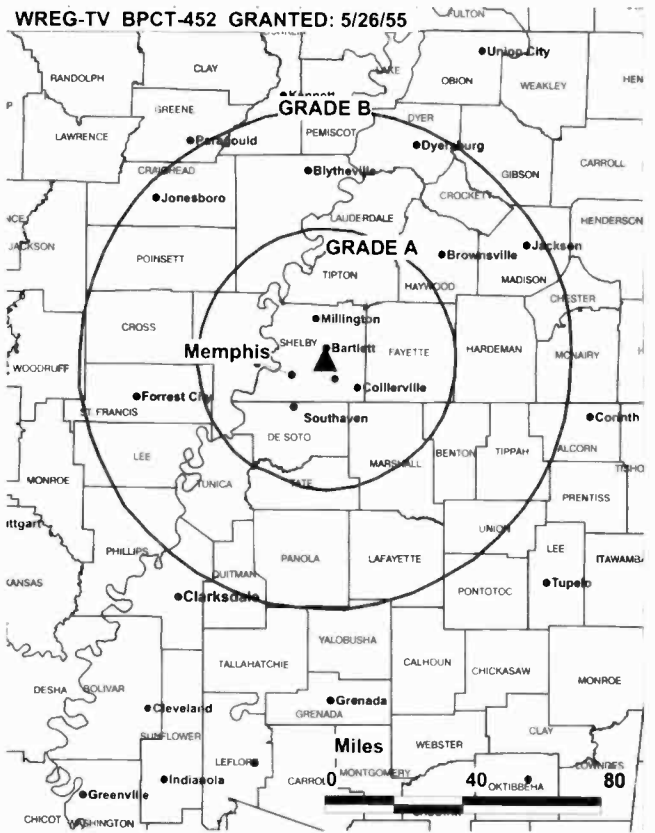 WREG-TV BPCT-452 GRANTED: 5/26/55
FULTON
Union City
LAKE
OBION
WEAKLEY
HEN
RANDOLPH
CLAY
Kennett
GREENE
GRADE B
DYER
PEMISCOT
LAWRENCE
Paragould
Dyersburg
CARROLL
CRAIGHEAD
Blytheville
GIBSON
Jonesboro
CROCKETT
LAUDERDALE
HENDERSON
NCE
JACKSON
GRADE A
Jackson
POINSETT
Brownsville
TIPTON
MADISON
HAYWOOD
CHESTER
Millington
CROSS
SHELBY
Bartlett
Memphis
FAYETTE
HARDEMAN
MCNAIRY
WOODRUFF
Collierville
Forrest City
ST. FRANCIS
Southaven
Corinth
DE SOTO
ALCORN
LEE
BENTON
TIPPAH
MARSHALL
TISHO
MONROE
TUNICA
TATE
PRENTISS
uttgart
UNION
PHILLIPS
PANOLA
LAFAYETTE
LEE
ITAWAMBA
KANSAS
QUITMAN
Tupelo
Clarksdale
PONTOTOC
YALOBUSHA
TALLAHATCHIE
CALHOUN
CHICKASAW
MONROE
DESHA
BOLIVAR
Cleveland
Grenada
GRENADA
SUNFLOWER
CLAY
Miles
WEBSTER
LEFLORE
LOWNDES
Indianola
CARROLL
MONTGOMERY
0 40 80
OKTIBBEHA
Greenville
CHICOT
WASHINGTON